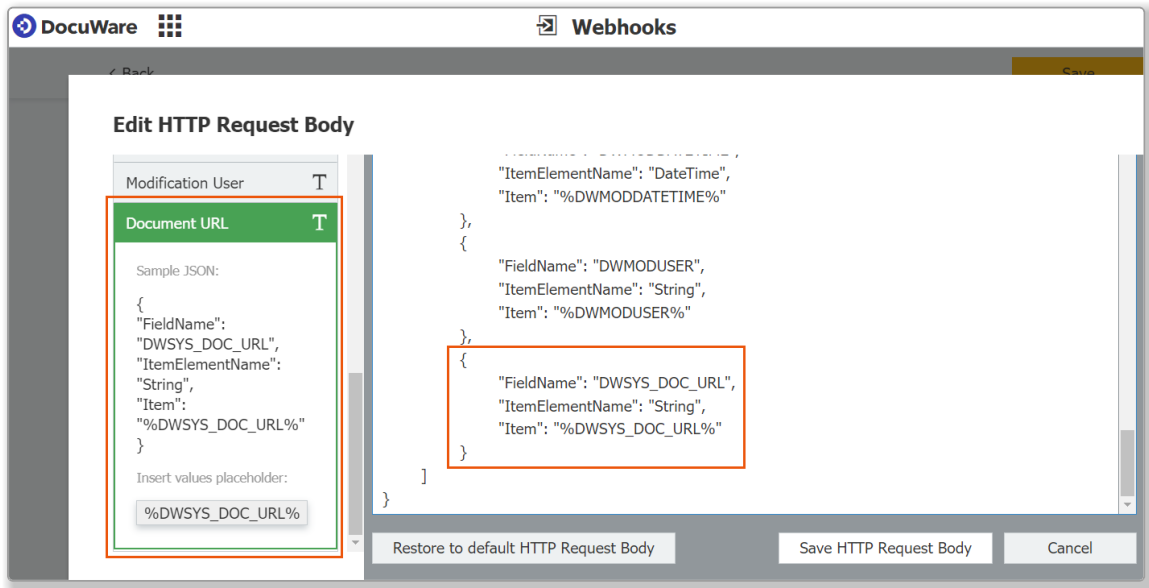 DocuWare
Webhooks
Back
Save
Edit HTTP Request Body
Modification User T
Document URL T
Sample JSON:
{
"FieldName":
"DWSYS_DOC_URL",
"ItemElementName":
"String",
"Item":
"%DWSYS_DOC_URL%"
}
Insert values placeholder:
%DWSYS_DOC_URL%
"ItemElementName": "DateTime",
"Item": "%DWMODDATETIME%"
},
{
"FieldName": "DWMODUSER",
"ItemElementName": "String",
"Item": "%DWMODUSER%"
},
{
"FieldName": "DWSYS_DOC_URL",
"ItemElementName": "String",
"Item": "%DWSYS_DOC_URL%"
}
]
}
Restore to default HTTP Request Body
Save HTTP Request Body
Cancel